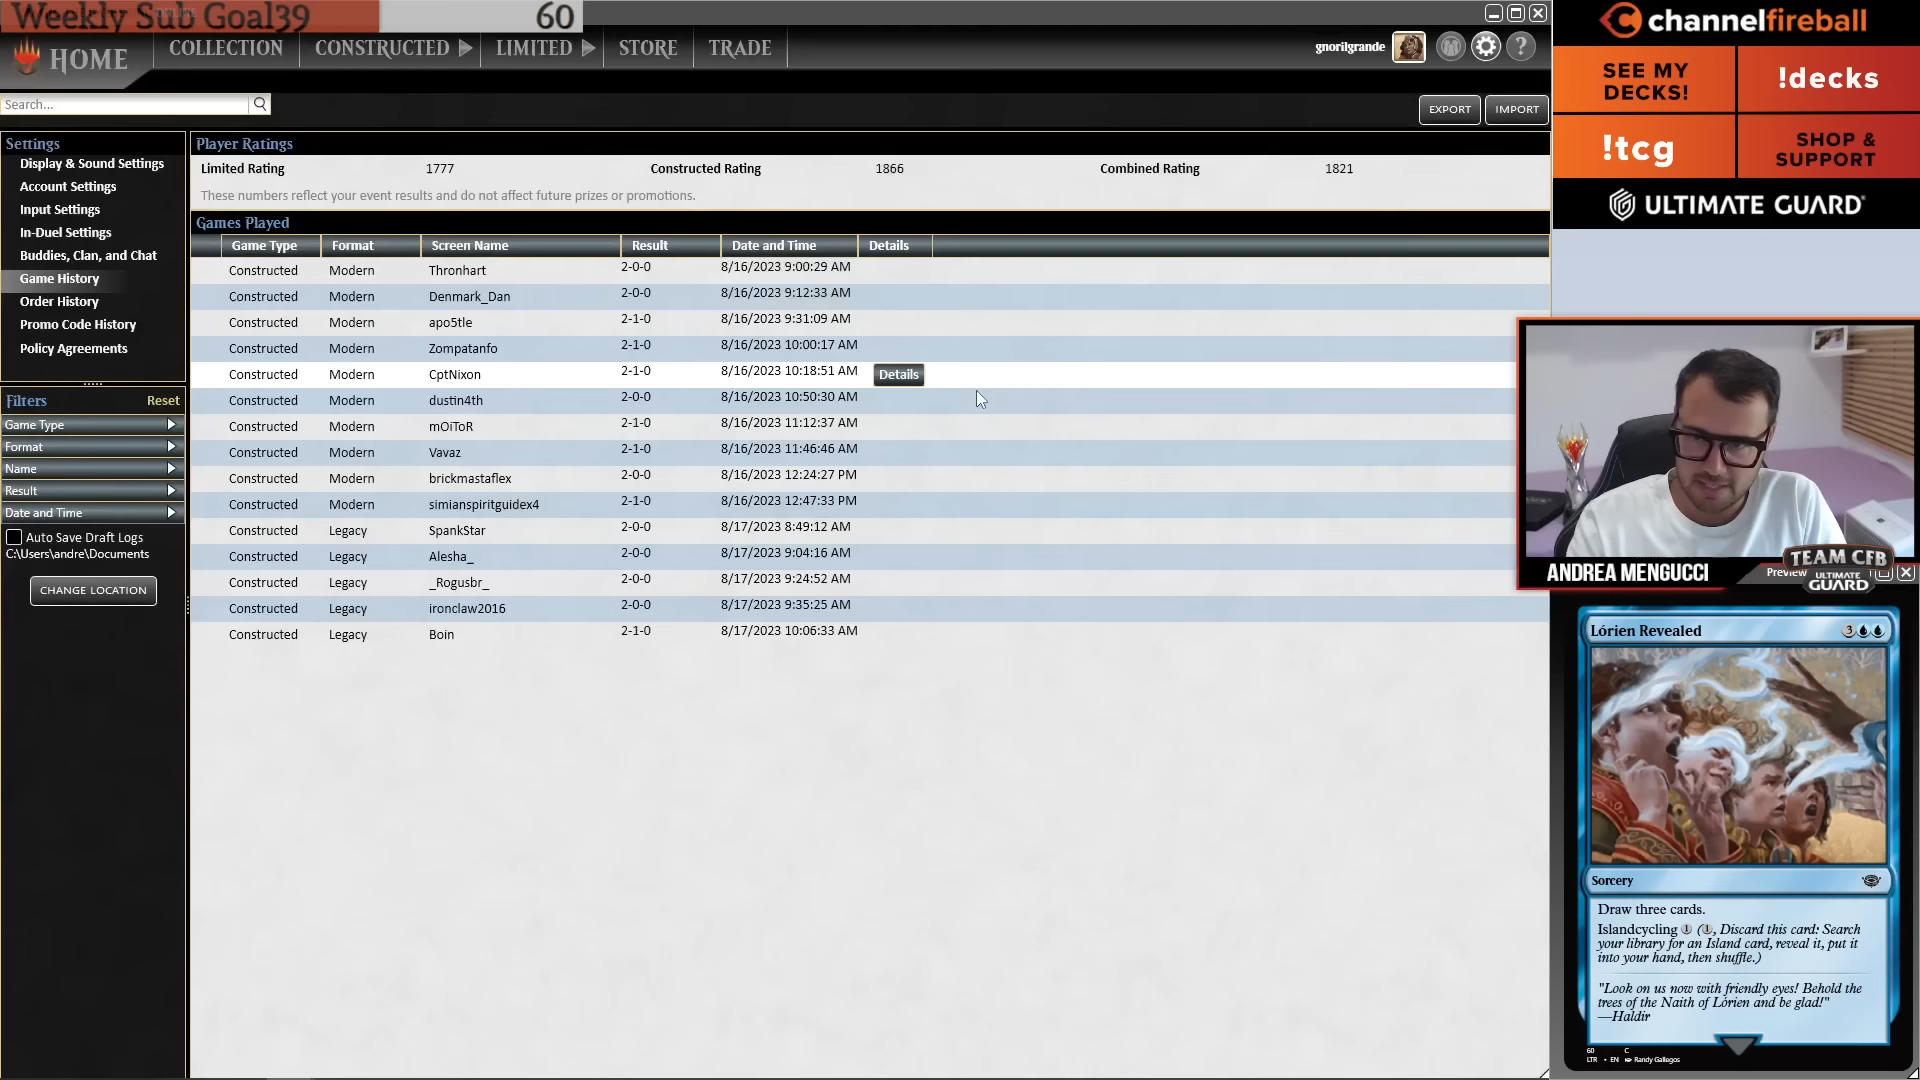 Weekly Sub Goal39 60
HOME
COLLECTION
CONSTRUCTED
LIMITED
STORE
TRADE
gnorilgrande
?
Search...
EXPORT
IMPORT
Settings
Display & Sound Settings
Account Settings
Input Settings
In-Duel Settings
Buddies, Clan, and Chat
Game History
Order History
Promo Code History
Policy Agreements
Filters Reset
Game Type
Format
Name
Result
Date and Time
Auto Save Draft Logs
C:\Users\andre\Documents
CHANGE LOCATION
Player Ratings
Limited Rating 1777 Constructed Rating 1866 Combined Rating 1821
These numbers reflect your event results and do not affect future prizes or promotions.
Games Played
Game Type Format Screen Name Result Date and Time Details
Constructed Modern Thronhart 2-0-0 8/16/2023 9:00:29 AM
Constructed Modern Denmark_Dan 2-0-0 8/16/2023 9:12:33 AM
Constructed Modern apo5tle 2-1-0 8/16/2023 9:31:09 AM
Constructed Modern Zompatanfo 2-1-0 8/16/2023 10:00:17 AM
Constructed Modern CptNixon 2-1-0 8/16/2023 10:18:51 AM Details
Constructed Modern dustin4th 2-0-0 8/16/2023 10:50:30 AM
Constructed Modern mOiToR 2-1-0 8/16/2023 11:12:37 AM
Constructed Modern Vavaz 2-1-0 8/16/2023 11:46:46 AM
Constructed Modern brickmastaflex 2-0-0 8/16/2023 12:24:27 PM
Constructed Modern simianspiritguidex4 2-1-0 8/16/2023 12:47:33 PM
Constructed Legacy SpankStar 2-0-0 8/17/2023 8:49:12 AM
Constructed Legacy Alesha_ 2-0-0 8/17/2023 9:04:16 AM
Constructed Legacy _Rogusbr_ 2-0-0 8/17/2023 9:24:52 AM
Constructed Legacy ironclaw2016 2-0-0 8/17/2023 9:35:25 AM
Constructed Legacy Boin 2-1-0 8/17/2023 10:06:33 AM
channelfireball
SEE MY
DECKS!
!decks
!tcg
SHOP &
SUPPORT
ULTIMATE GUARD
ANDREA MENGUCCI
TEAM CFB
ULTIMATE
GUARD
Preview
Lórien Revealed 3
Sorcery
Draw three cards.
Islandcycling 1 (1, Discard this card: Search
your library for an Island card, reveal it, put it
into your hand, then shuffle.)
"Look on us now with friendly eyes! Behold the
trees of the Naith of Lórien and be glad!"
—Haldir
60 C
LTR • EN Randy Gallegos